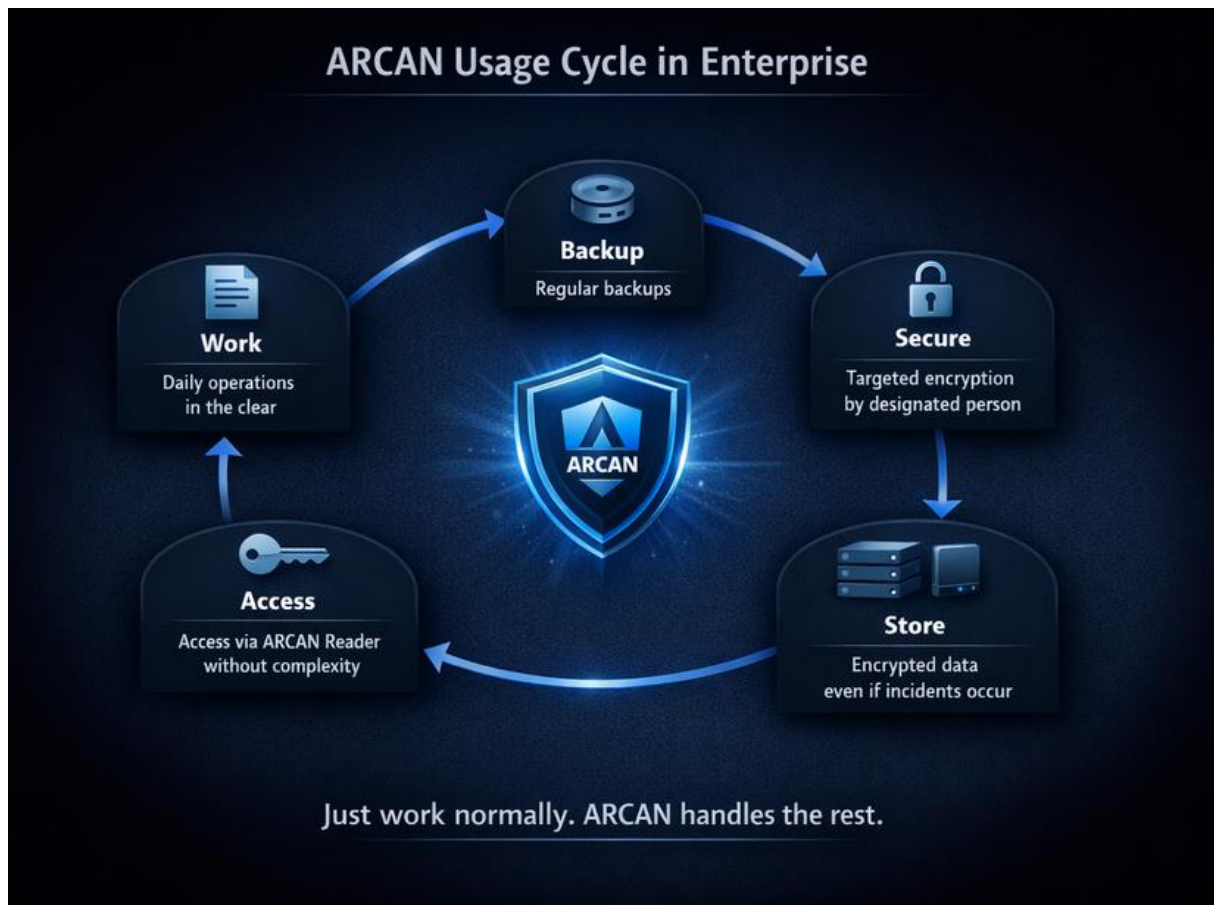 ARCAN Usage Cycle in Enterprise
Backup
Regular backups
Work
Daily operations
in the clear
Secure
Targeted encryption
by designated person
ARCAN
Access
Access via ARCAN Reader
without complexity
Store
Encrypted data
even if incidents occur
Just work normally. ARCAN handles the rest.